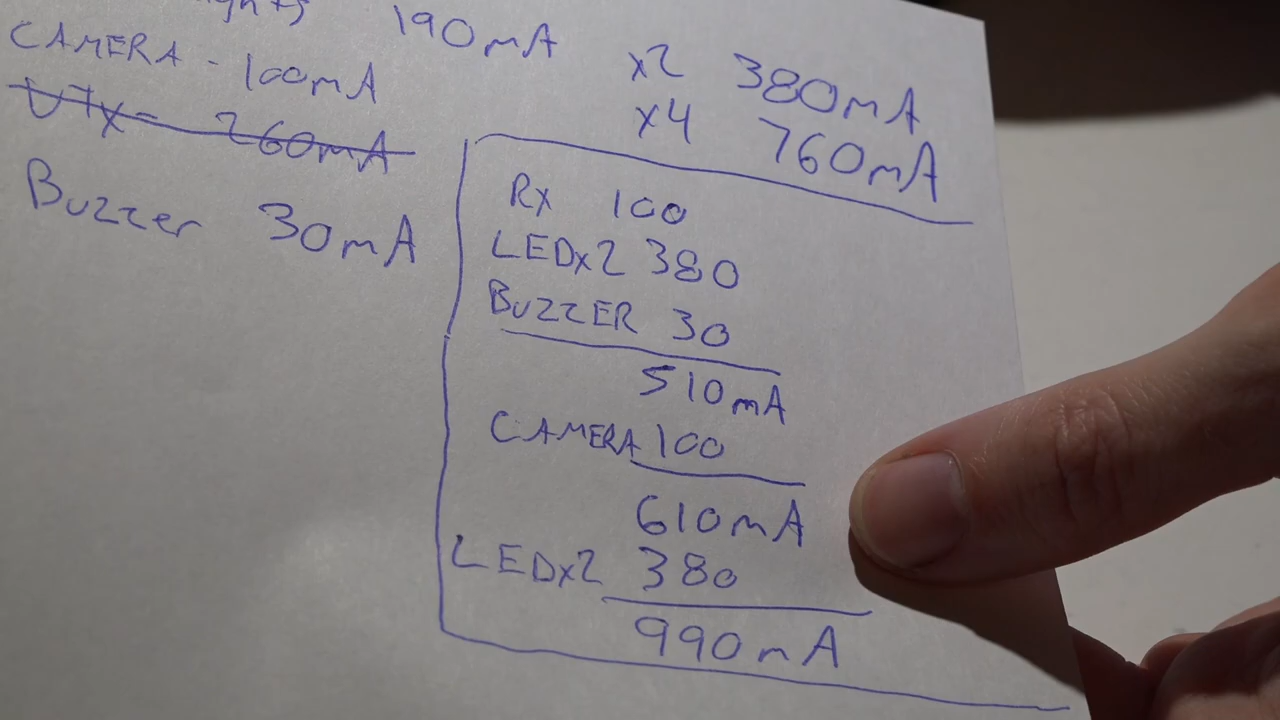 190mA x2 380mA
CAMERA - 100mA x4 760mA
VTx - 260mA
Buzzer 30mA
Rx 100
LEDx2 380
BUZZER 30
510mA
CAMERA 100
610mA
LEDx2 380
990mA